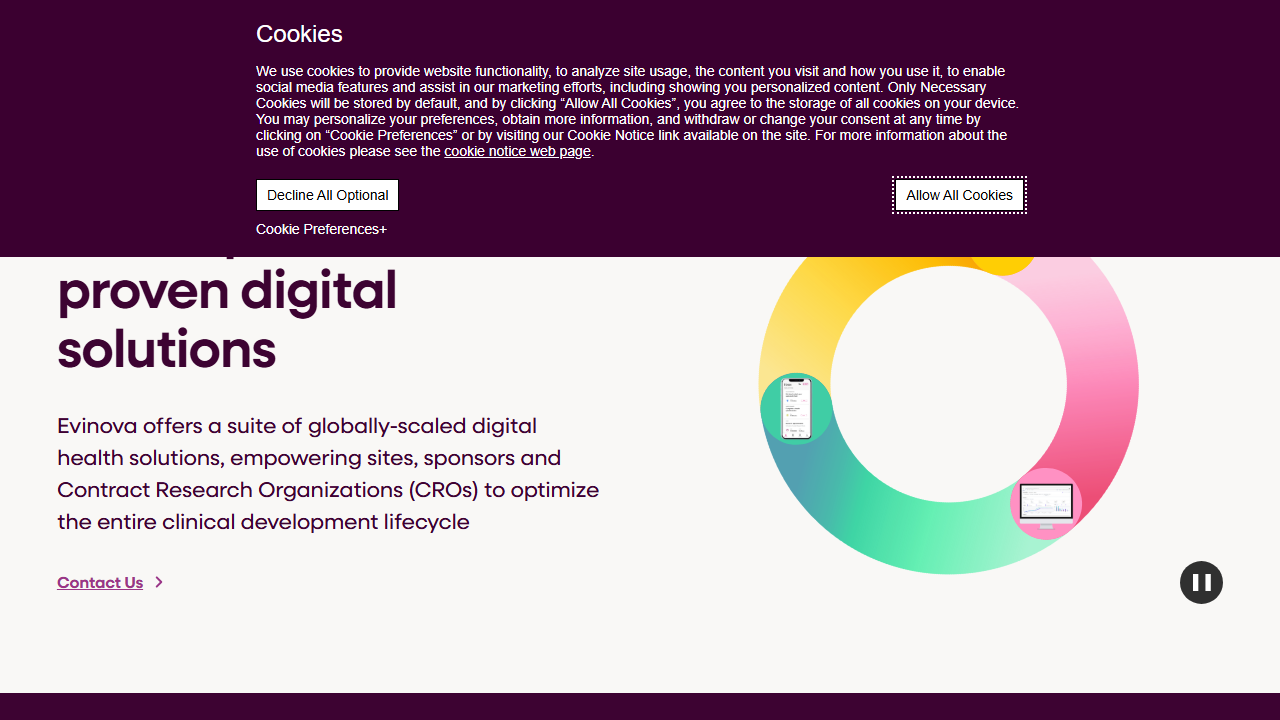 Cookies
We use cookies to provide website functionality, to analyze site usage, the content you visit and how you use it, to enable
social media features and assist in our marketing efforts, including showing you personalized content. Only Necessary
Cookies will be stored by default, and by clicking “Allow All Cookies”, you agree to the storage of all cookies on your device.
You may personalize your preferences, obtain more information, and withdraw or change your consent at any time by
clicking on “Cookie Preferences” or by visiting our Cookie Notice link available on the site. For more information about the
use of cookies please see the cookie notice web page.
Decline All Optional
Allow All Cookies
Cookie Preferences+
proven digital
solutions
Evinova offers a suite of globally-scaled digital
health solutions, empowering sites, sponsors and
Contract Research Organizations (CROs) to optimize
the entire clinical development lifecycle
Contact Us